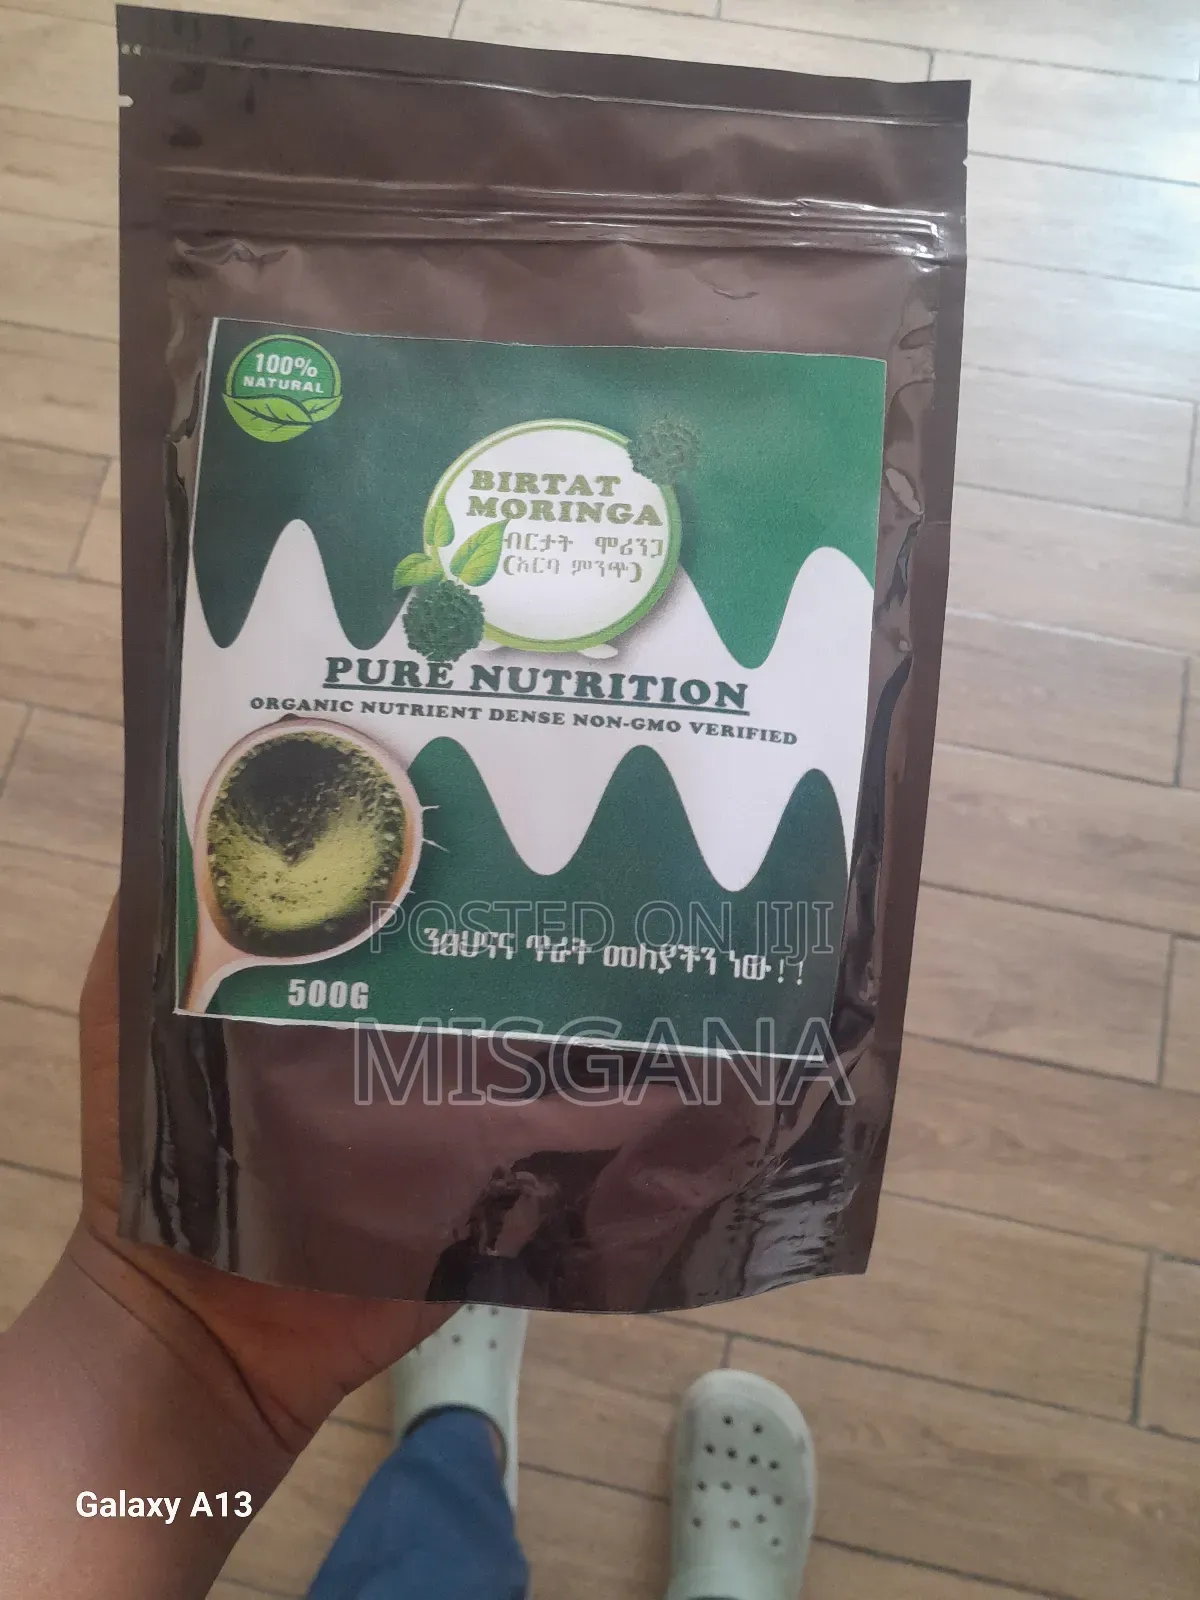 100%
NATURAL
BIRTAT
MORINGA
ብርታት ሞሪንጋ
(አርባ ምንጭ)
PURE NUTRITION
ORGANIC NUTRIENT DENSE NON-GMO VERIFIED
ንፅህናና ጥራት መለያችን ነው!!
500G
POSTED ON JIJI
MISGANA
Galaxy A13